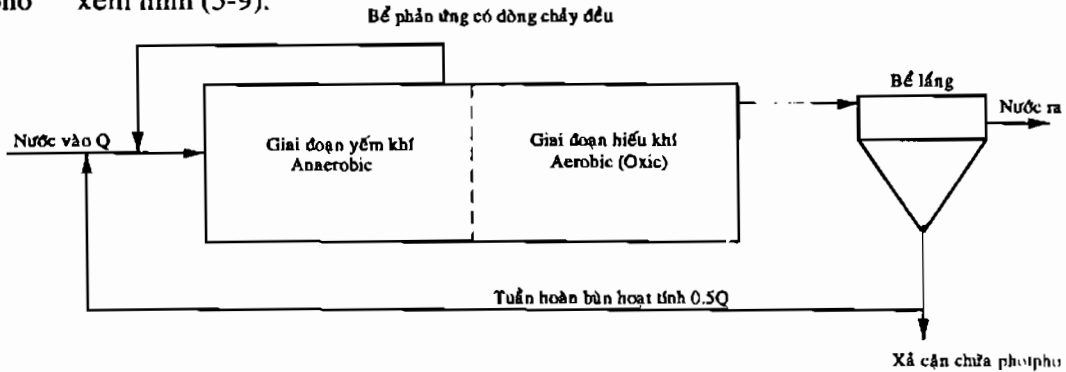 xem hình (5-9).
Bể phản ứng có dòng chảy đều
Bể lắng
Nước ra
Nước vào Q
Giai đoạn yếm khí
Anaerobic
Giai đoạn hiếu khí
Aerobic (Oxic)
Tuần hoàn bùn hoạt tính 0.5Q
Xả cặn chứa photpho